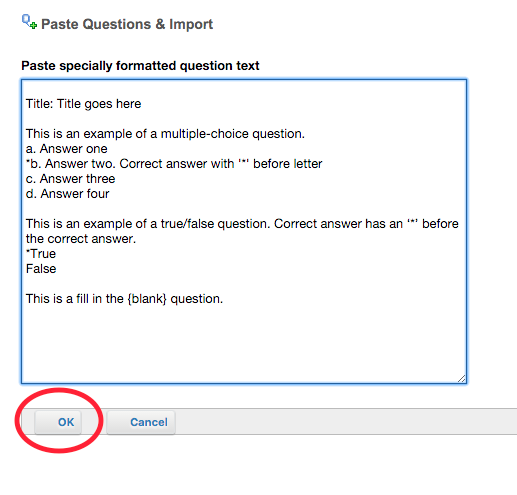 Paste Questions & Import
Paste specially formatted question text
Title: Title goes here
This is an example of a multiple-choice question.
a. Answer one
*b. Answer two. Correct answer with '*' before letter
c. Answer three
d. Answer four
This is an example of a true/false question. Correct answer has an '*' before
the correct answer.
*True
False
This is a fill in the {blank} question.
OK Cancel